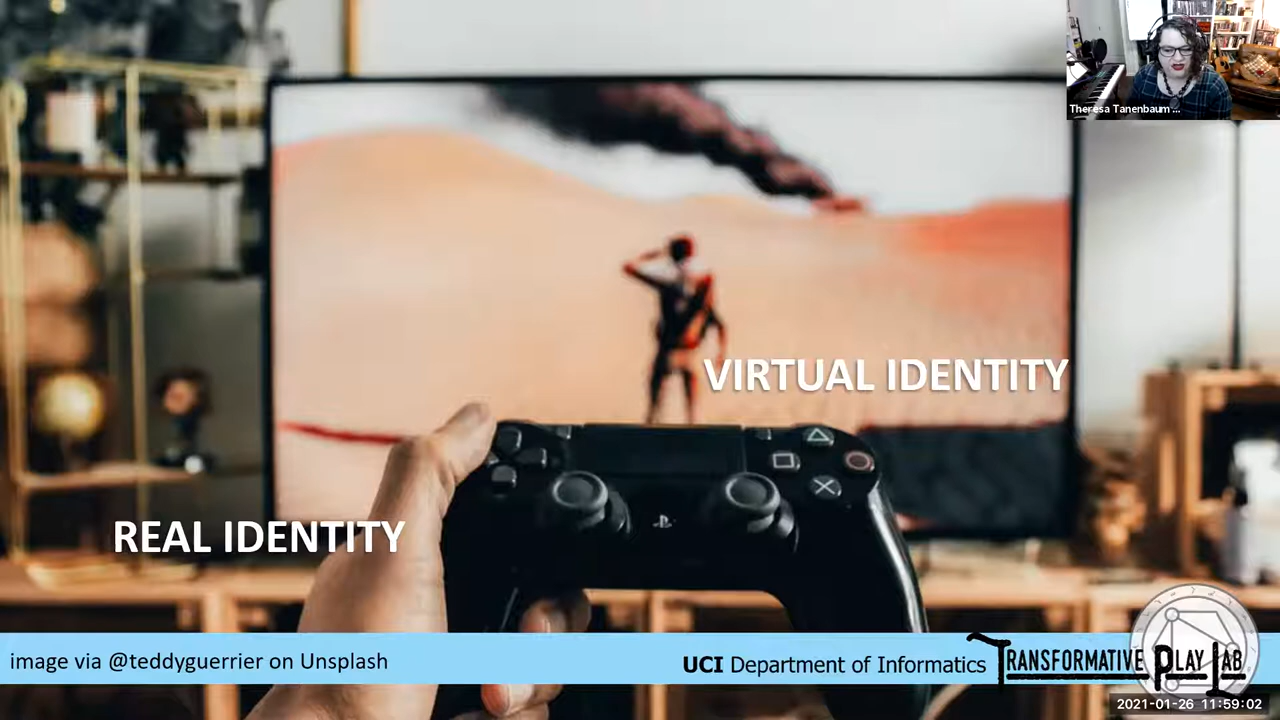 Theresa Tanenbaum ...
VIRTUAL IDENTITY
REAL IDENTITY
image via @teddyguerrier on Unsplash
UCI Department of Informatics
TRANSFORMATIVE PLAY LAB
2021-01-26 11:59:02